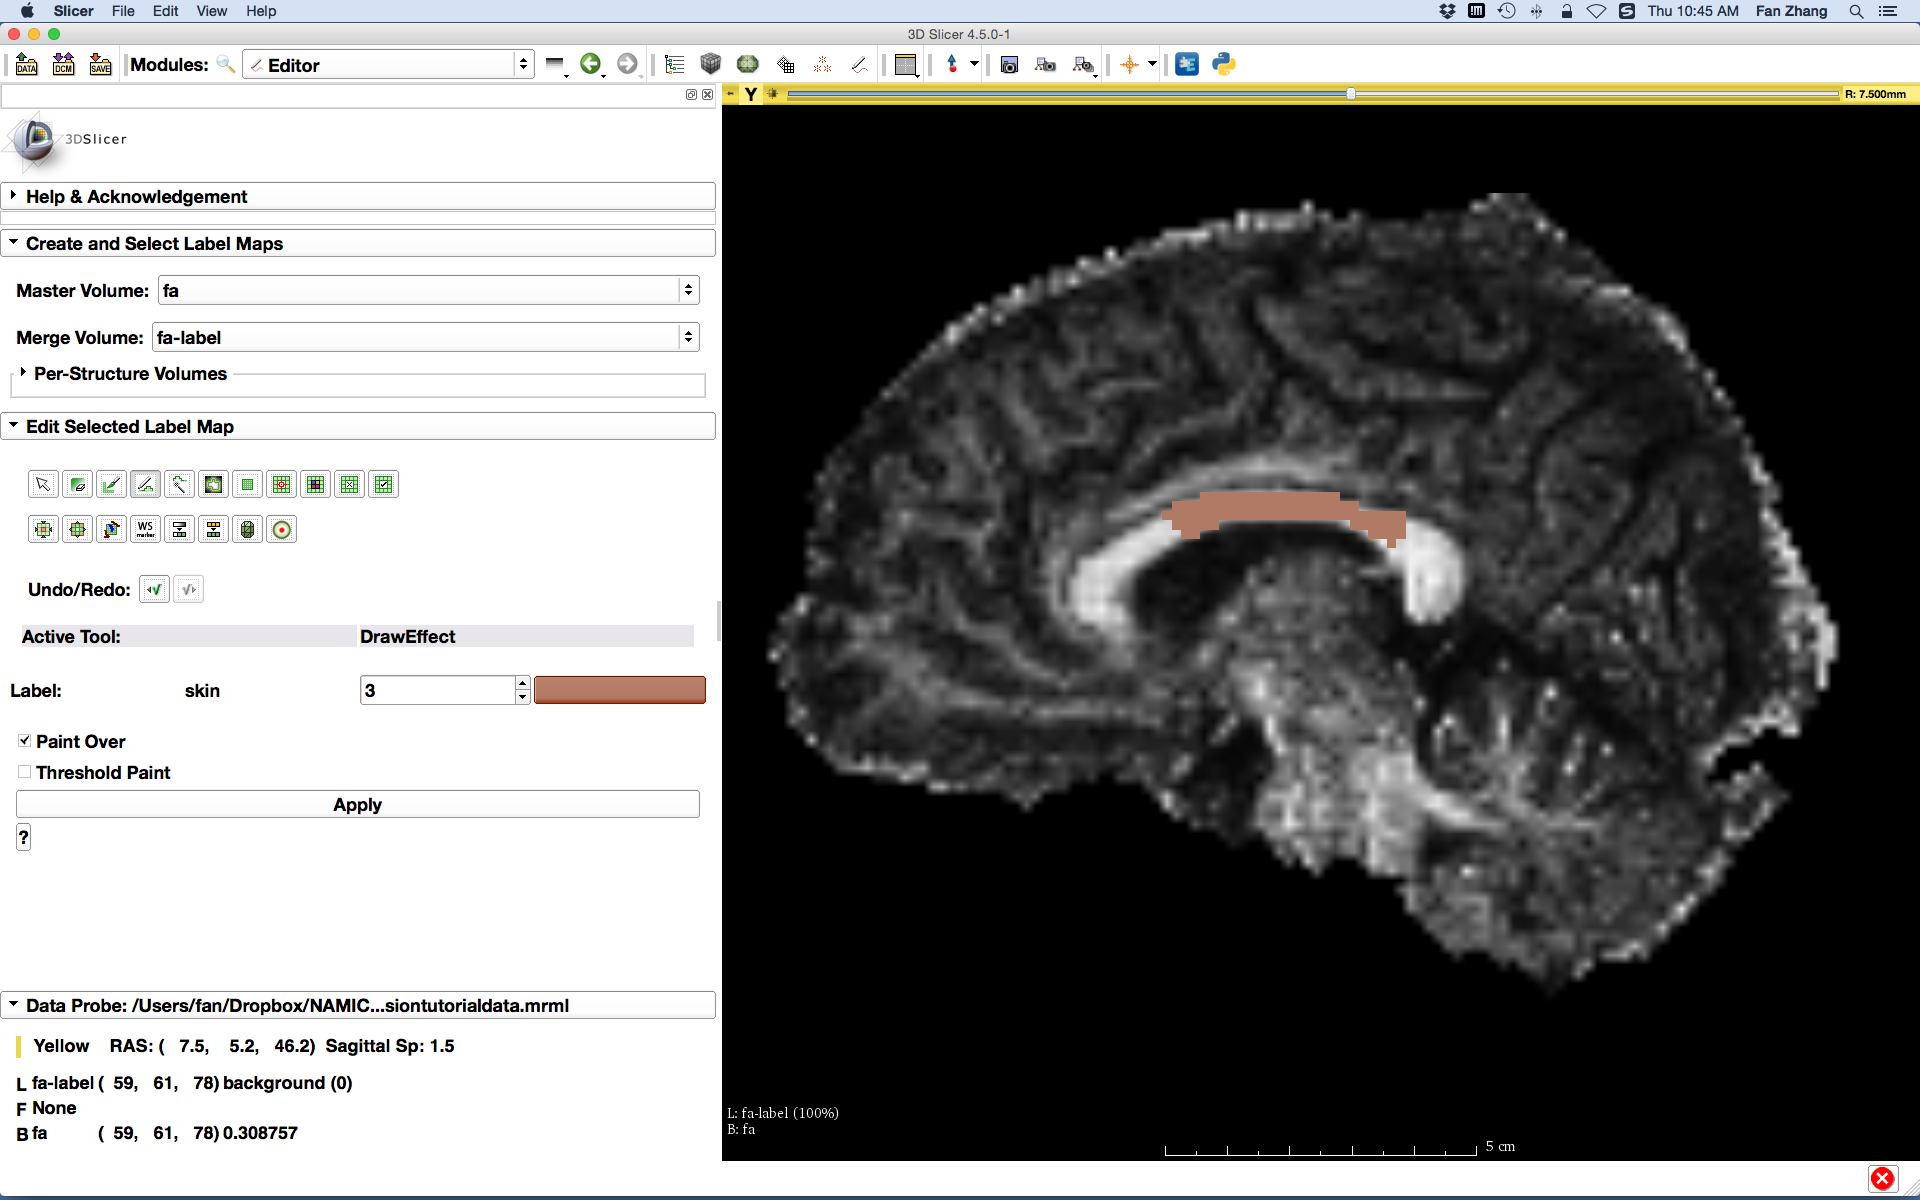 Slicer File Edit View Help Thu 10:45 AM Fan Zhang
3D Slicer 4.5.0-1
DATA DCM SAVE Modules: Editor
Y R: 7.500mm
3DSlicer
Help & Acknowledgement
Create and Select Label Maps
Master Volume: fa
Merge Volume: fa-label
Per-Structure Volumes
Edit Selected Label Map
WS
marker
Undo/Redo:
Active Tool: DrawEffect
Label: skin 3
Paint Over
Threshold Paint
Apply
?
Data Probe: /Users/fan/Dropbox/NAMIC...siontutorialdata.mrml
Yellow RAS: ( 7.5, 5.2, 46.2) Sagittal Sp: 1.5
L fa-label ( 59, 61, 78) background (0)
F None
B fa ( 59, 61, 78) 0.308757
L: fa-label (100%)
B: fa
5 cm